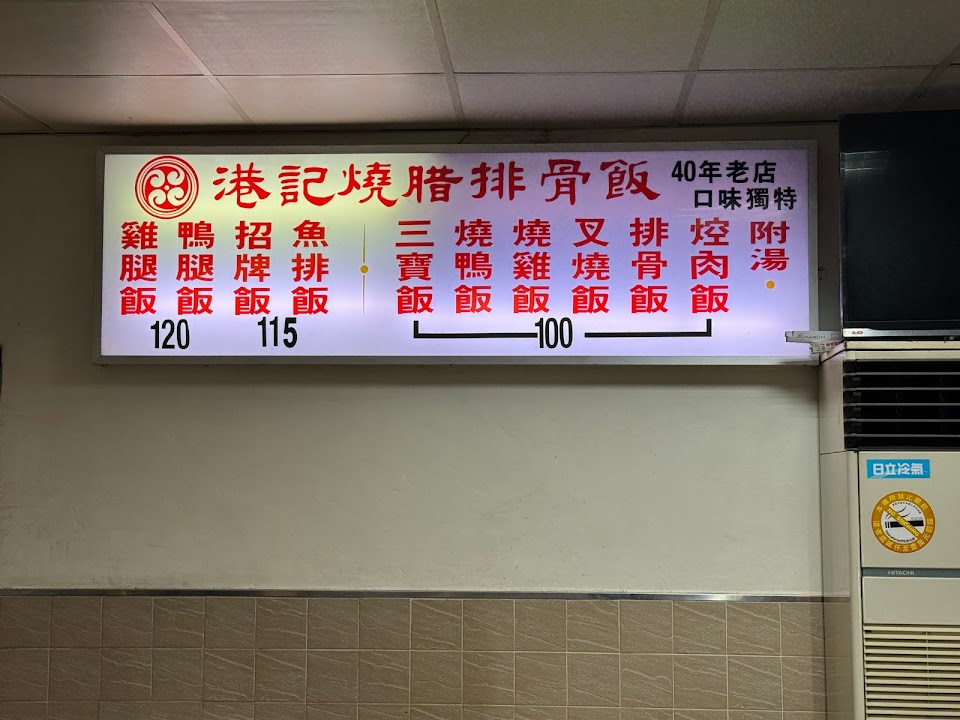 港記燒腊排骨飯
40年老店
口味獨特
雞腿飯
鴨腿飯
招牌飯
魚排飯
三寶飯
燒鴨飯
燒雞飯
叉燒飯
排骨飯
焢肉飯
附湯
120
115
100
日立冷氣
HITACHI